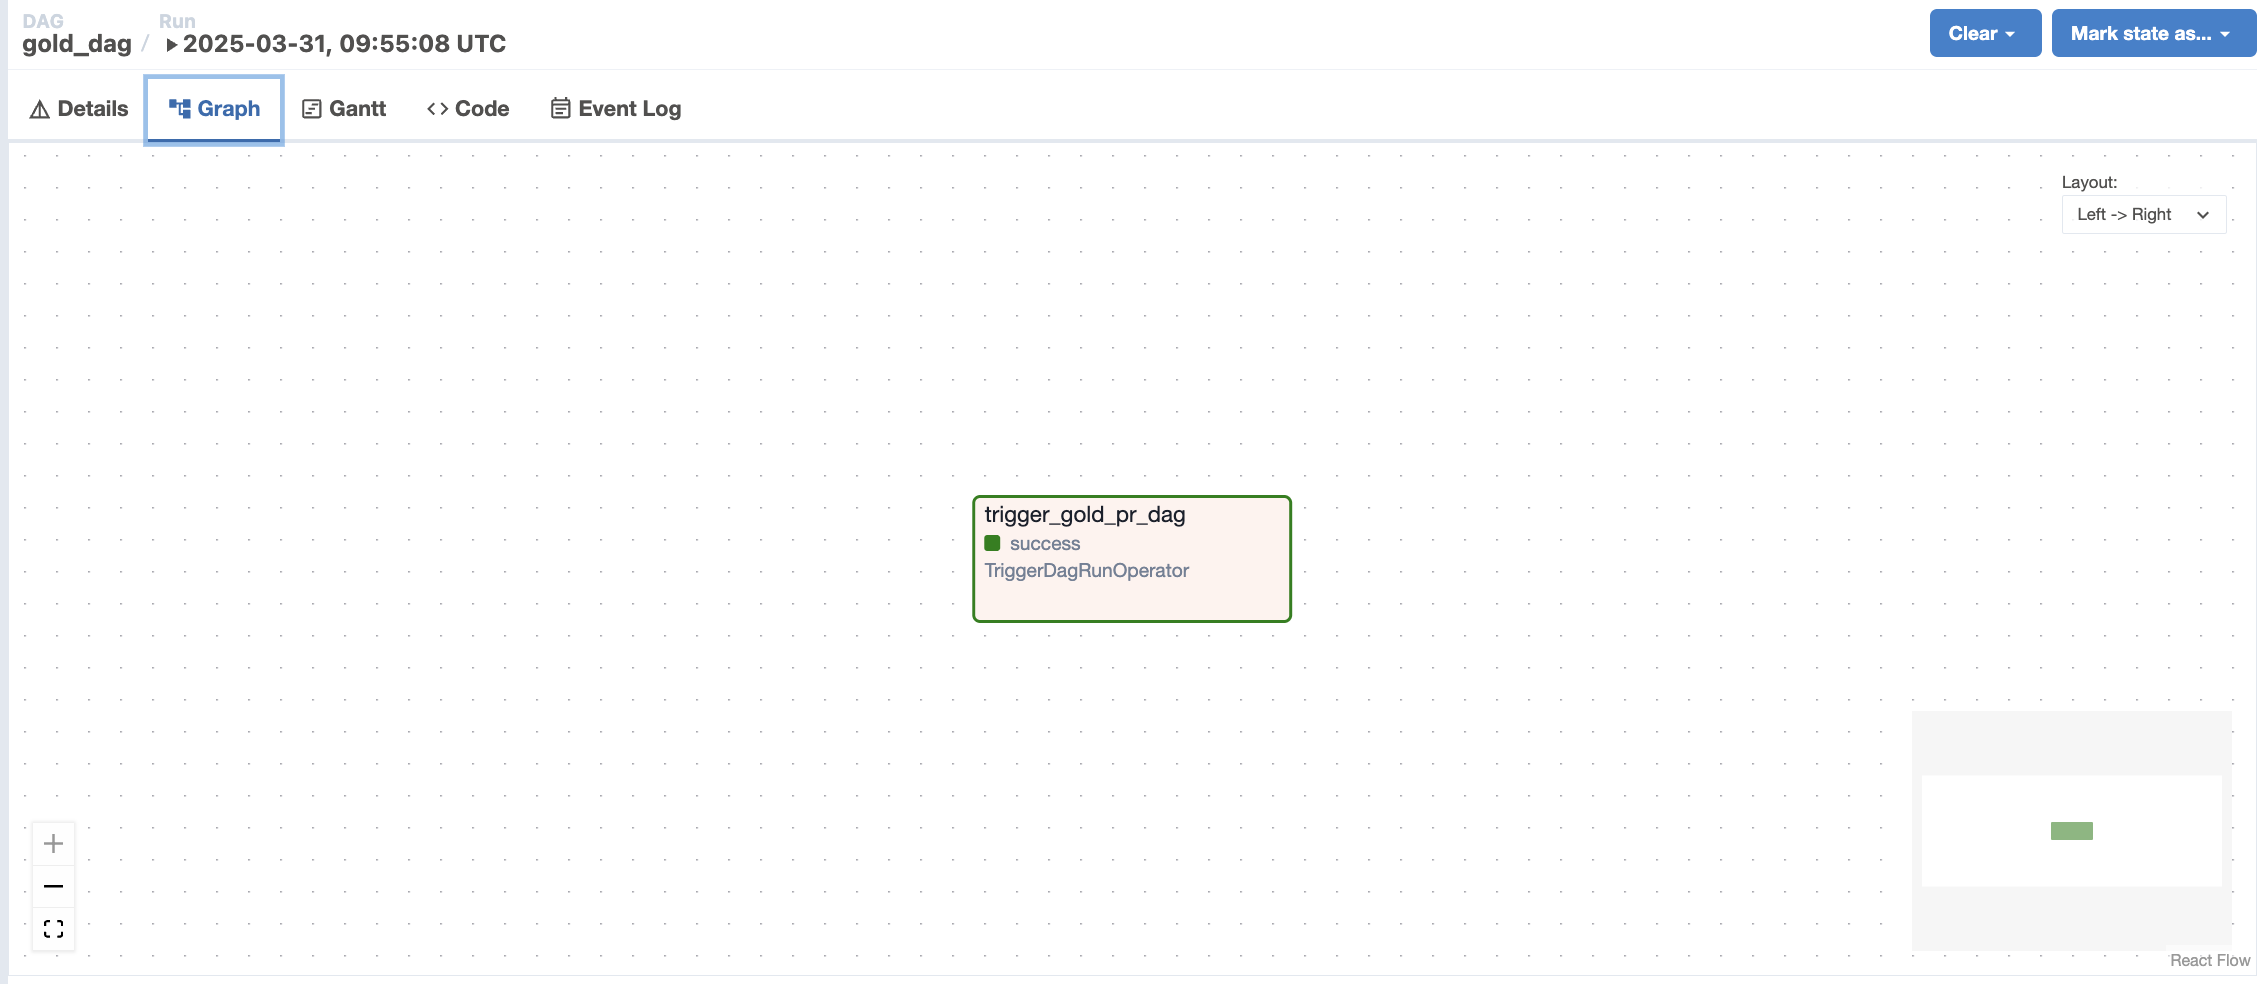 DAG
Run
gold_dag / 2025-03-31, 09:55:08 UTC
Clear
Mark state as...
Details
Graph
Gantt
Code
Event Log
Layout:
Left -> Right
trigger_gold_pr_dag
success
TriggerDagRunOperator
React Flow